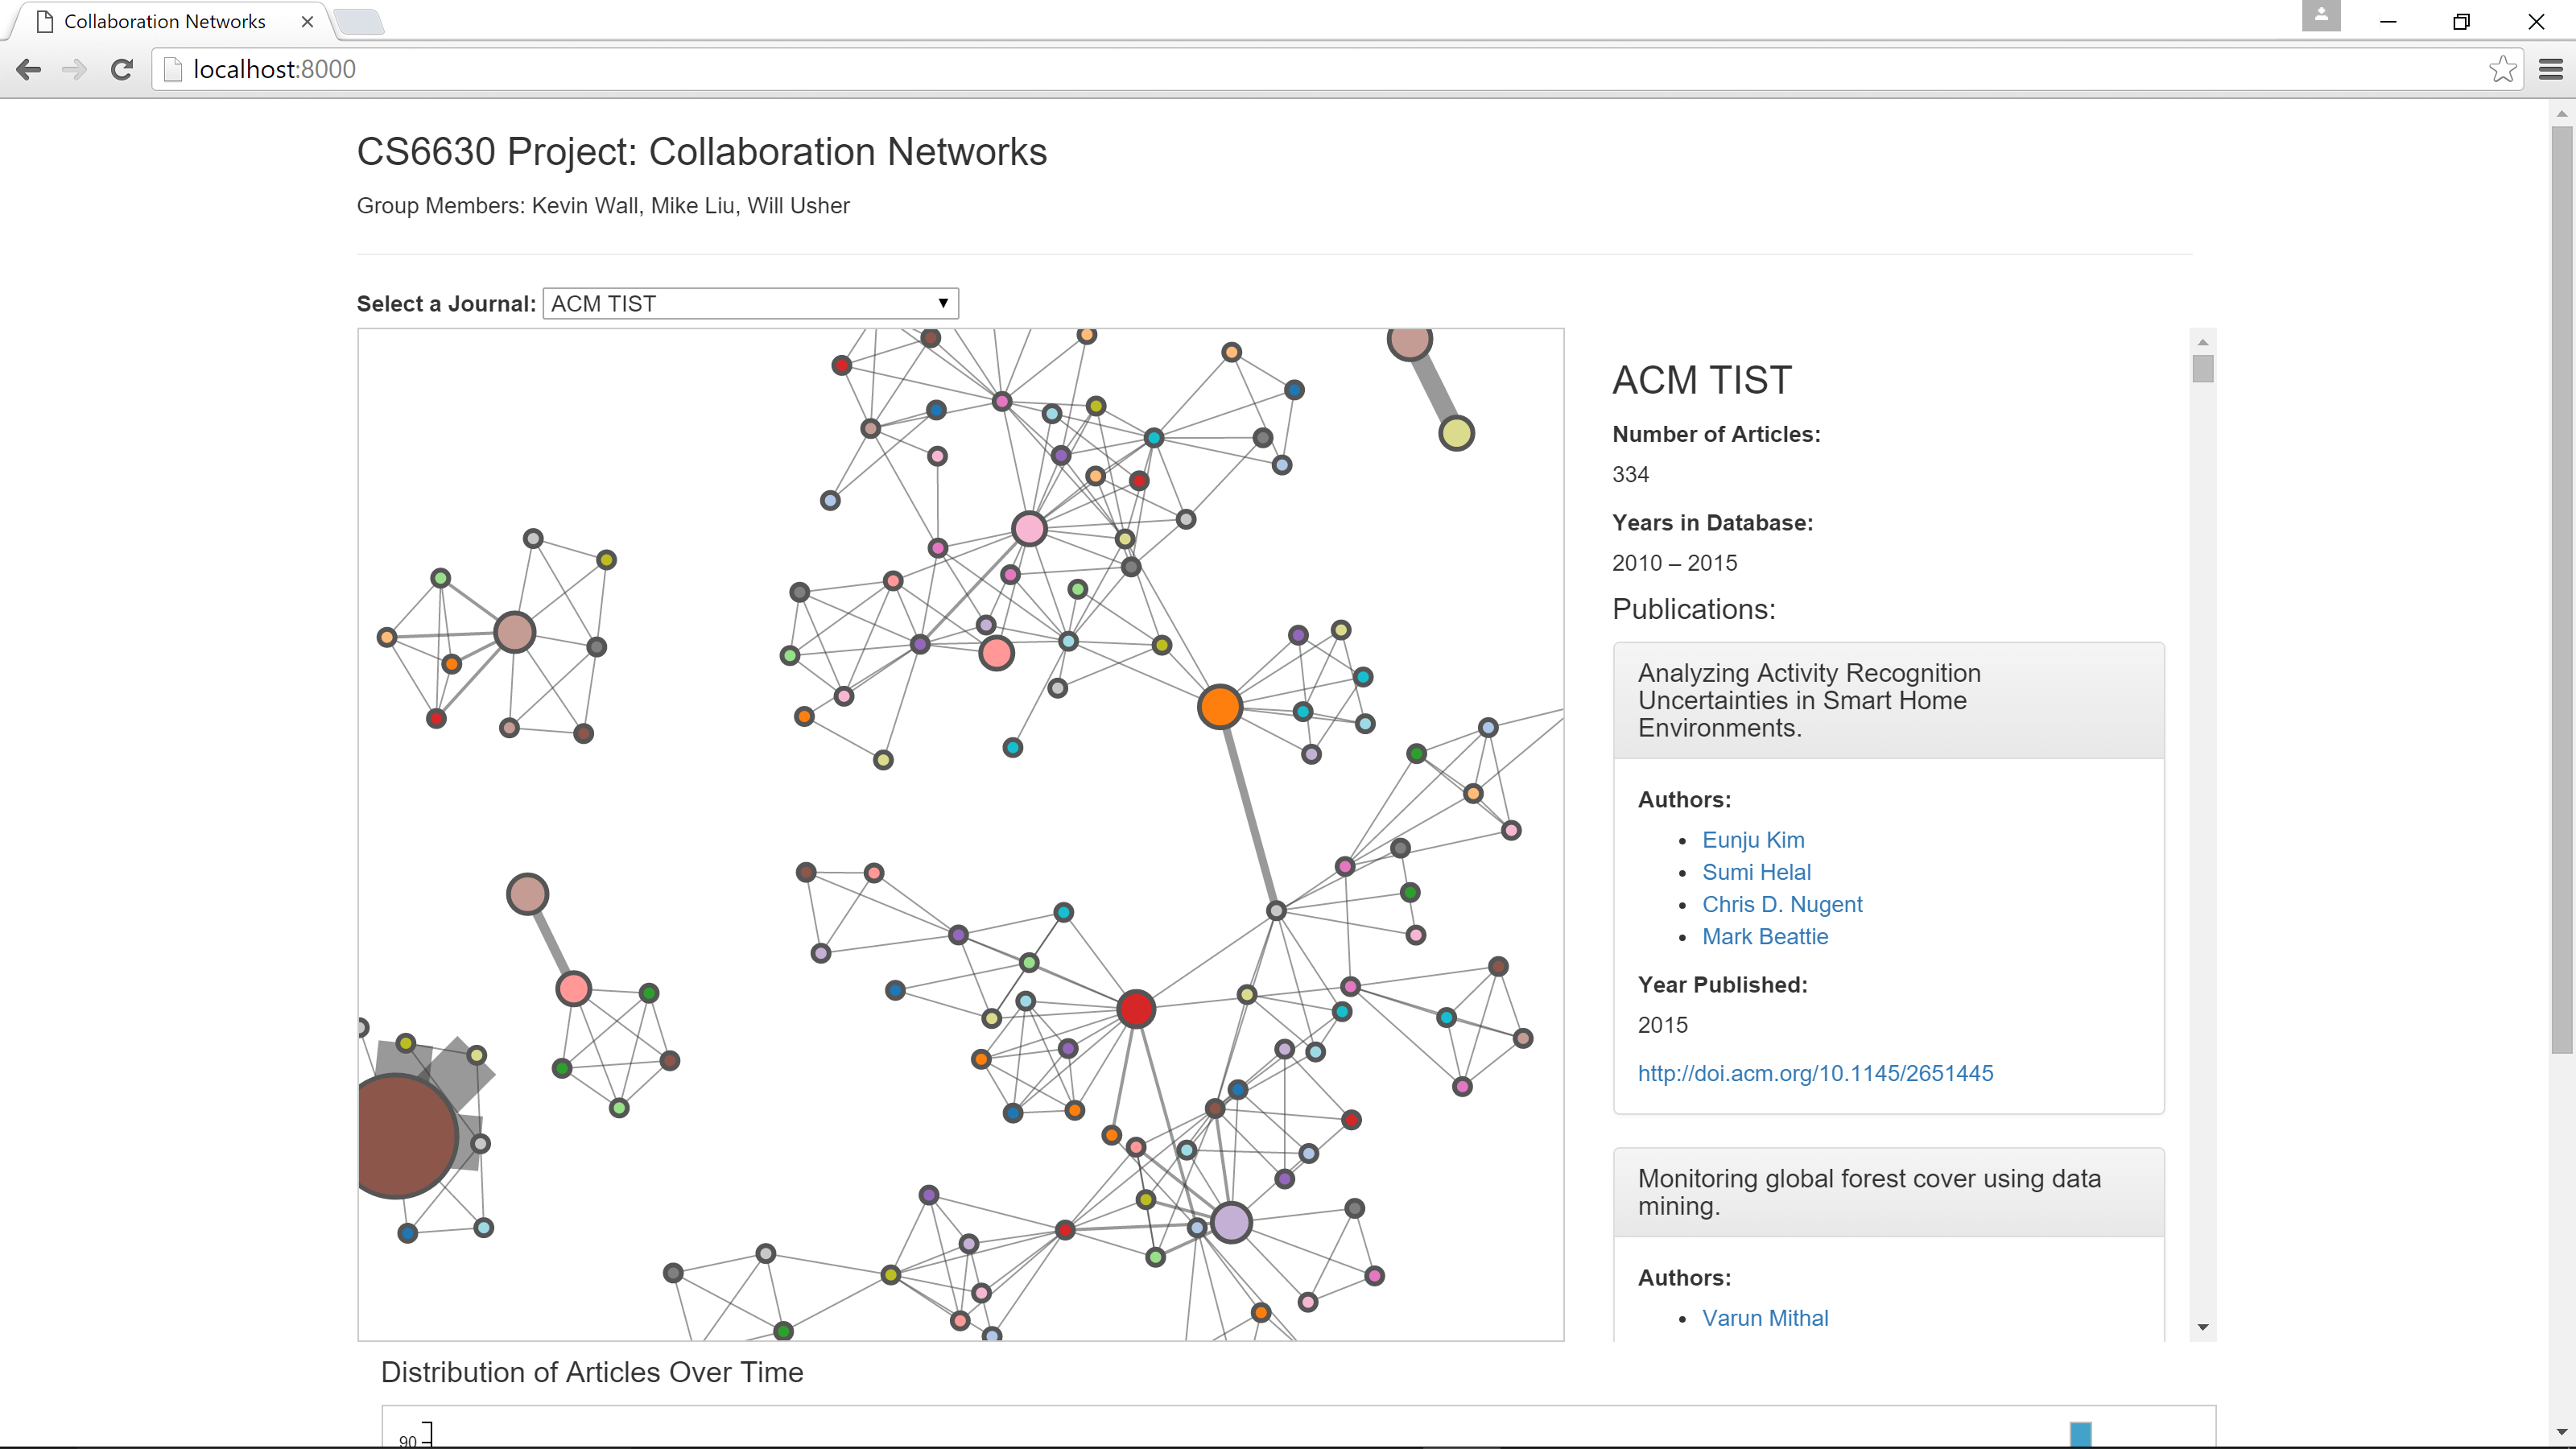 Collaboration Networks
localhost:8000
CS6630 Project: Collaboration Networks
Group Members: Kevin Wall, Mike Liu, Will Usher
Select a Journal: ACM TIST
ACM TIST
Number of Articles:
334
Years in Database:
2010 – 2015
Publications:
Analyzing Activity Recognition
Uncertainties in Smart Home
Environments.
Authors:
Eunju Kim
Sumi Helal
Chris D. Nugent
Mark Beattie
Year Published:
2015
http://doi.acm.org/10.1145/2651445
Monitoring global forest cover using data
mining.
Authors:
Varun Mithal
Distribution of Articles Over Time
90